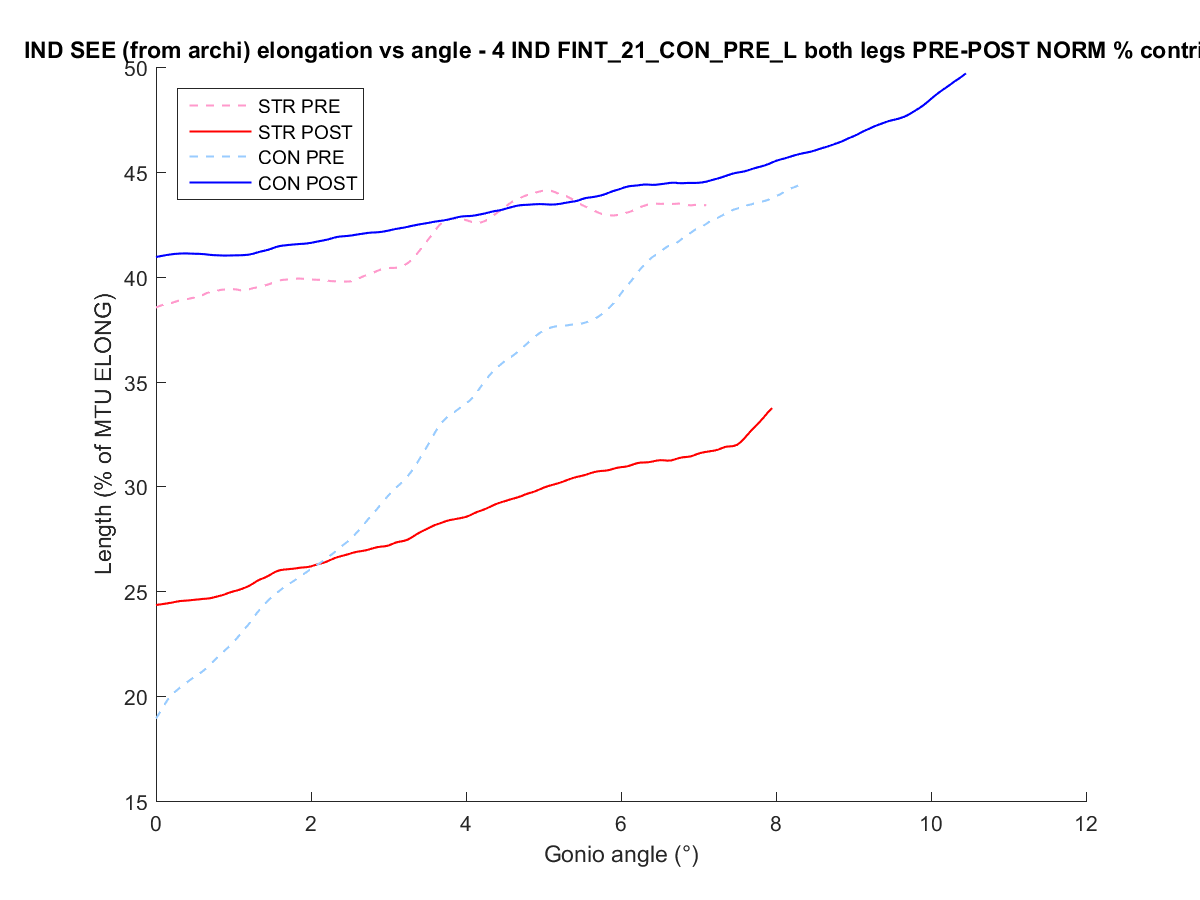 IND SEE (from archi) elongation vs angle - 4 IND FINT_21_CON_PRE_L both legs PRE-POST NORM % contri
50
45
40
35
30
25
20
15
STR PRE
STR POST
CON PRE
CON POST
Length (% of MTU ELONG)
0 2 4 6 8 10 12
Gonio angle (°)